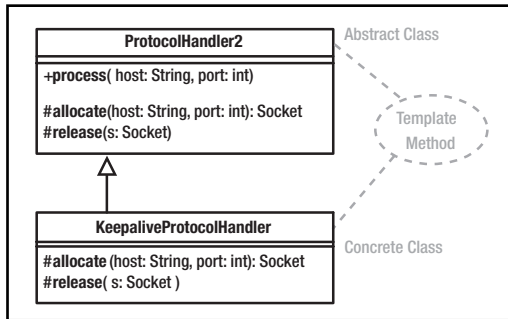 ProtocolHandler2
Abstract Class
+process( host: String, port: int)
#allocate(host: String, port: int): Socket
#release(s: Socket)
Template
Method
KeepaliveProtocolHandler
Concrete Class
#allocate (host: String, port: int): Socket
#release( s: Socket )